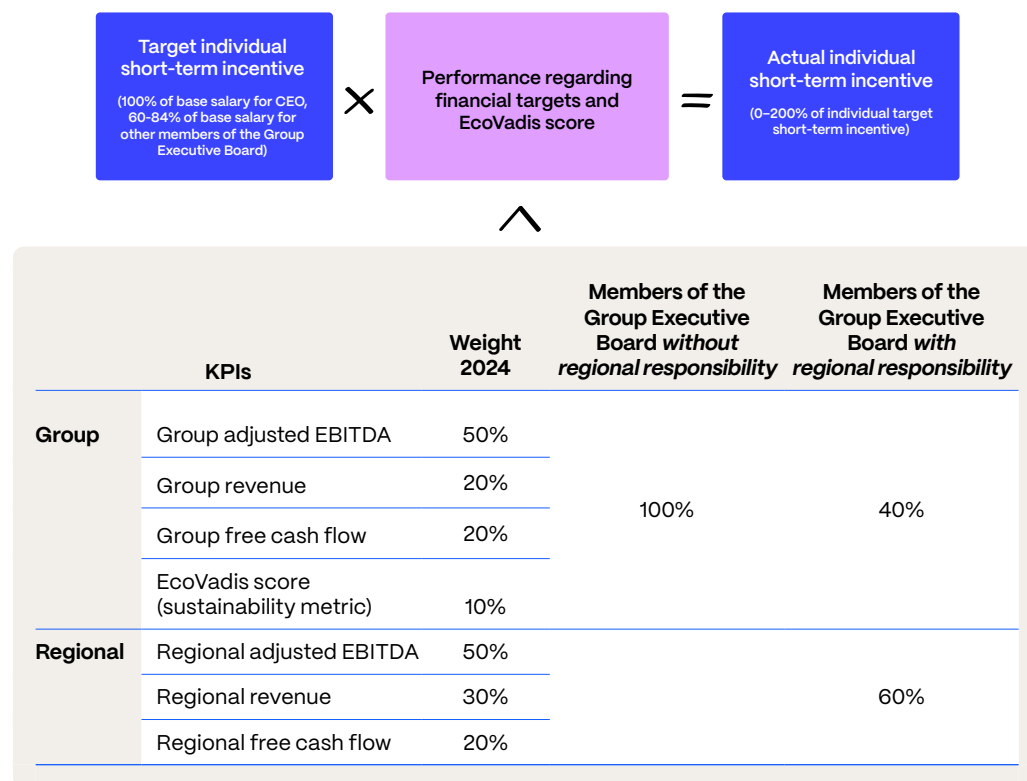 Target individual
short-term incentive
(100% of base salary for CEO,
60-84% of base salary for
other members of the Group
Executive Board)
×
Performance regarding
financial targets and
EcoVadis score
=
Actual individual
short-term incentive
(0–200% of individual target
short-term incentive)
KPIs
Weight
2024
Members of the
Group Executive
Board without
regional responsibility
Members of the
Group Executive
Board with
regional responsibility
Group
Group adjusted EBITDA 50%
Group revenue 20%
Group free cash flow 20%
EcoVadis score
(sustainability metric) 10%
100%
40%
Regional
Regional adjusted EBITDA 50%
Regional revenue 30%
Regional free cash flow 20%
60%